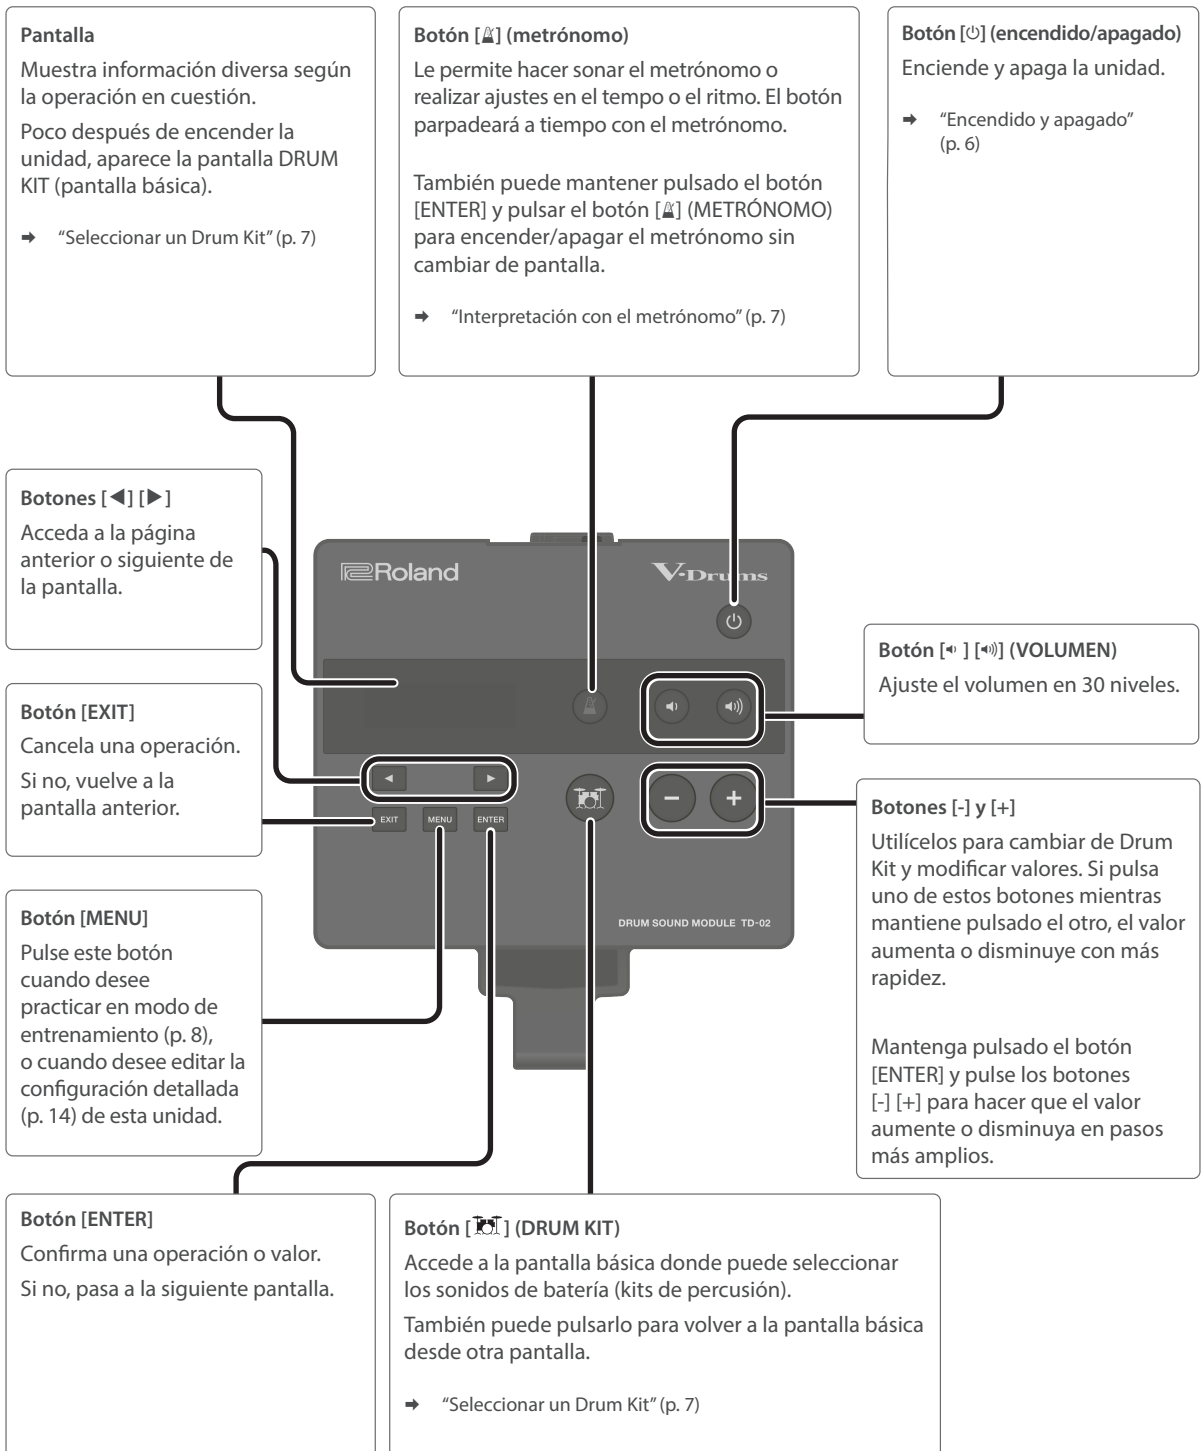 Pantalla
Muestra información diversa según
la operación en cuestión.
Poco después de encender la
unidad, aparece la pantalla DRUM
KIT (pantalla básica).
➡ “Seleccionar un Drum Kit” (p. 7)
Botón [ ] (metrónomo)
Le permite hacer sonar el metrónomo o
realizar ajustes en el tempo o el ritmo. El botón
parpadeará a tiempo con el metrónomo.
También puede mantener pulsado el botón
[ENTER] y pulsar el botón [ ] (METRÓNOMO)
para encender/apagar el metrónomo sin
cambiar de pantalla.
➡ “Interpretación con el metrónomo” (p. 7)
Botón [⏻] (encendido/apagado)
Enciende y apaga la unidad.
➡ “Encendido y apagado”
(p. 6)
Botones [◀] [▶]
Acceda a la página
anterior o siguiente de
la pantalla.
Roland
V-Drums
Botón [ ] [ ] (VOLUMEN)
Ajuste el volumen en 30 niveles.
Botón [EXIT]
Cancela una operación.
Si no, vuelve a la
pantalla anterior.
◀ ▶
EXIT MENU ENTER
− +
DRUM SOUND MODULE TD-02
Botones [-] y [+]
Utilícelos para cambiar de Drum
Kit y modificar valores. Si pulsa
uno de estos botones mientras
mantiene pulsado el otro, el valor
aumenta o disminuye con más
rapidez.
Mantenga pulsado el botón
[ENTER] y pulse los botones
[-] [+] para hacer que el valor
aumente o disminuya en pasos
más amplios.
Botón [MENU]
Pulse este botón
cuando desee
practicar en modo de
entrenamiento (p. 8),
o cuando desee editar la
configuración detallada
(p. 14) de esta unidad.
Botón [ENTER]
Confirma una operación o valor.
Si no, pasa a la siguiente pantalla.
Botón [ ] (DRUM KIT)
Accede a la pantalla básica donde puede seleccionar
los sonidos de batería (kits de percusión).
También puede pulsarlo para volver a la pantalla básica
desde otra pantalla.
➡ “Seleccionar un Drum Kit” (p. 7)